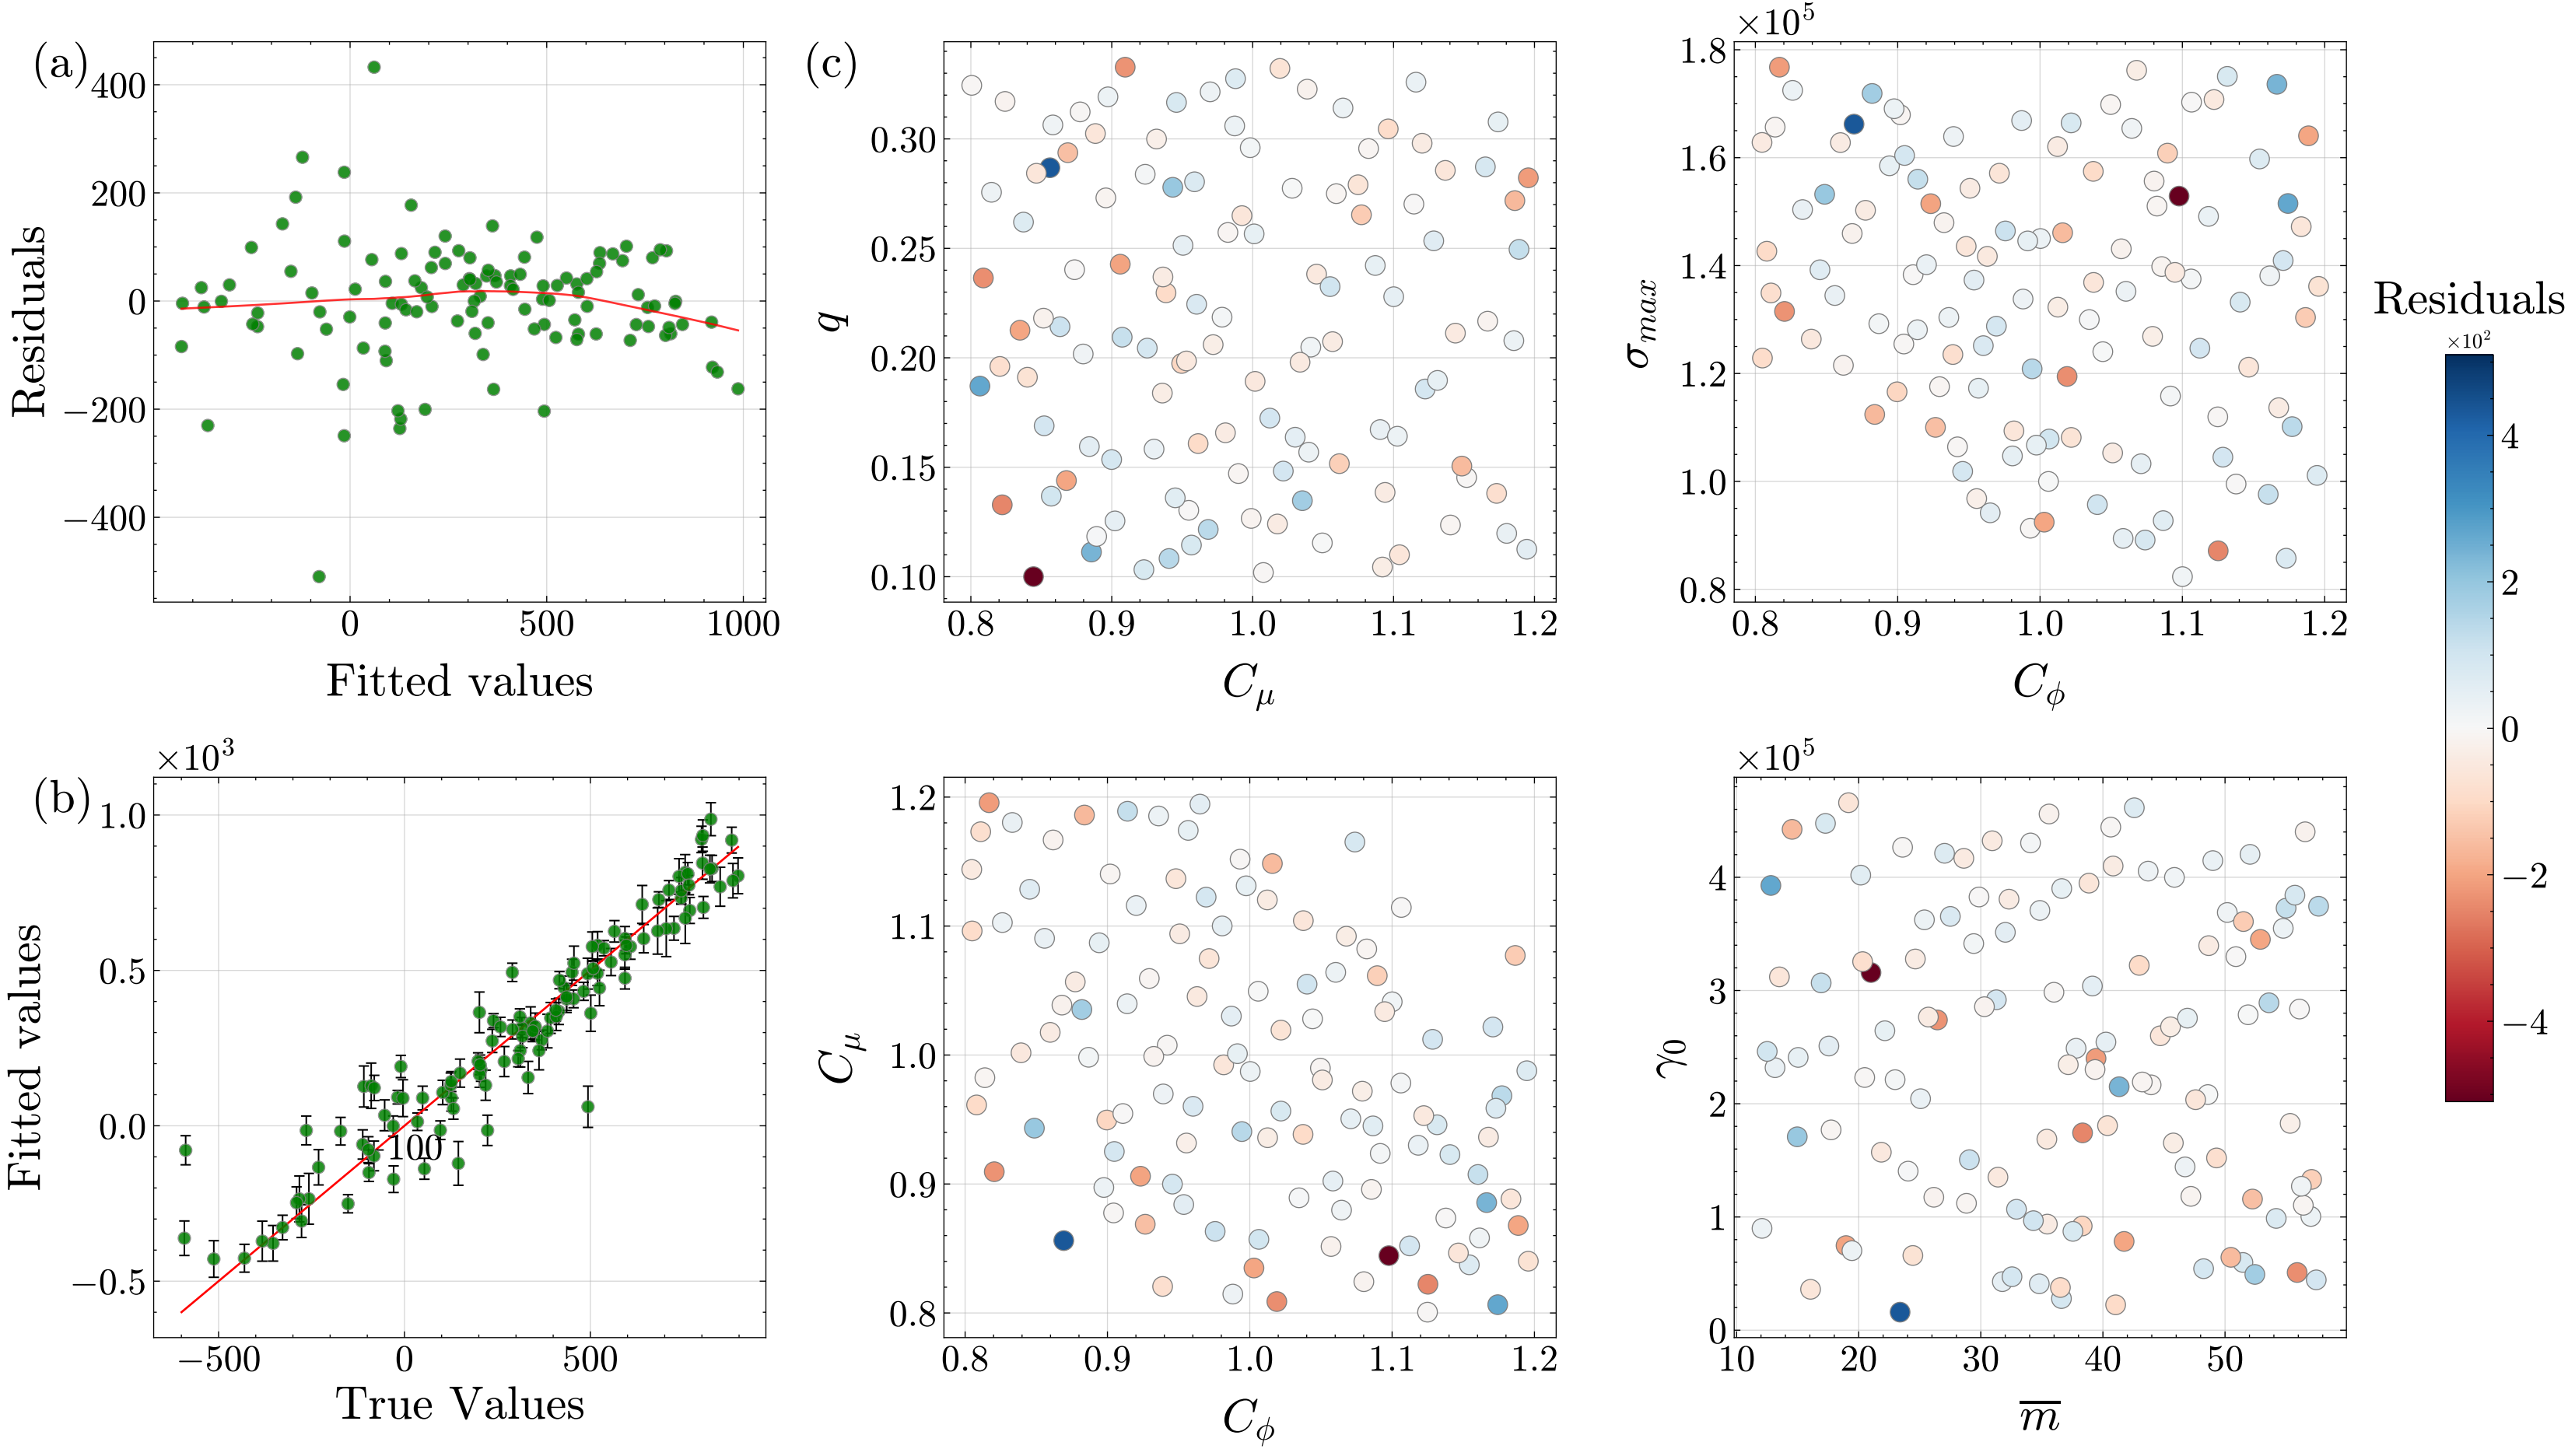 (a)
400
200
0
−200
−400
Residuals
0 500 1000
Fitted values
(b)
×10³
1.0
0.5
0.0
−0.5
Fitted values
100
−500 0 500
True Values
(c)
0.30
0.25
0.20
0.15
0.10
q
0.8 0.9 1.0 1.1 1.2
C_μ
×10⁵
1.8
1.6
1.4
1.2
1.0
0.8
σ_max
0.8 0.9 1.0 1.1 1.2
C_ϕ
1.2
1.1
1.0
0.9
0.8
C_μ
0.8 0.9 1.0 1.1 1.2
C_ϕ
×10⁵
4
3
2
1
0
γ₀
10 20 30 40 50
m̅
Residuals
×10²
4
2
0
−2
−4